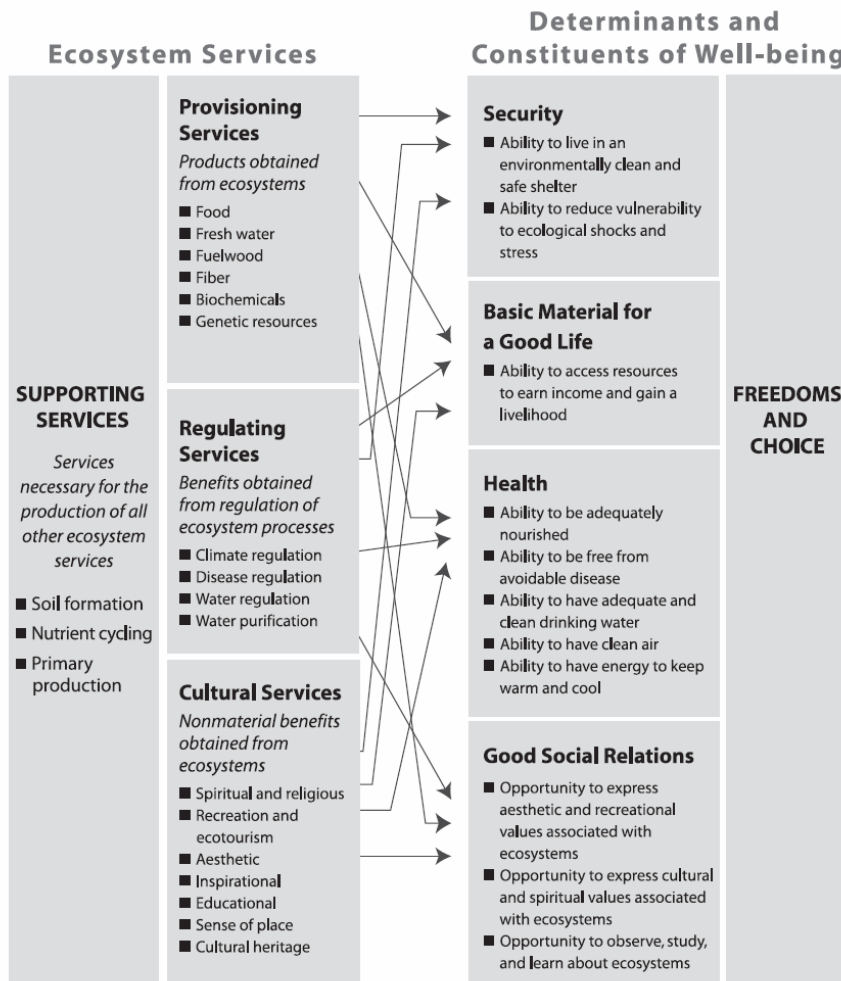 Ecosystem Services
Determinants and
Constituents of Well-being
SUPPORTING
SERVICES
Services
necessary for the
production of all
other ecosystem
services
■ Soil formation
■ Nutrient cycling
■ Primary
production
Provisioning
Services
Products obtained
from ecosystems
■ Food
■ Fresh water
■ Fuelwood
■ Fiber
■ Biochemicals
■ Genetic resources
Regulating
Services
Benefits obtained
from regulation of
ecosystem processes
■ Climate regulation
■ Disease regulation
■ Water regulation
■ Water purification
Cultural Services
Nonmaterial benefits
obtained from
ecosystems
■ Spiritual and religious
■ Recreation and
ecotourism
■ Aesthetic
■ Inspirational
■ Educational
■ Sense of place
■ Cultural heritage
Security
■ Ability to live in an
environmentally clean and
safe shelter
■ Ability to reduce vulnerability
to ecological shocks and
stress
Basic Material for
a Good Life
■ Ability to access resources
to earn income and gain a
livelihood
Health
■ Ability to be adequately
nourished
■ Ability to be free from
avoidable disease
■ Ability to have adequate and
clean drinking water
■ Ability to have clean air
■ Ability to have energy to keep
warm and cool
Good Social Relations
■ Opportunity to express
aesthetic and recreational
values associated with
ecosystems
■ Opportunity to express cultural
and spiritual values associated
with ecosystems
■ Opportunity to observe, study,
and learn about ecosystems
FREEDOMS
AND
CHOICE